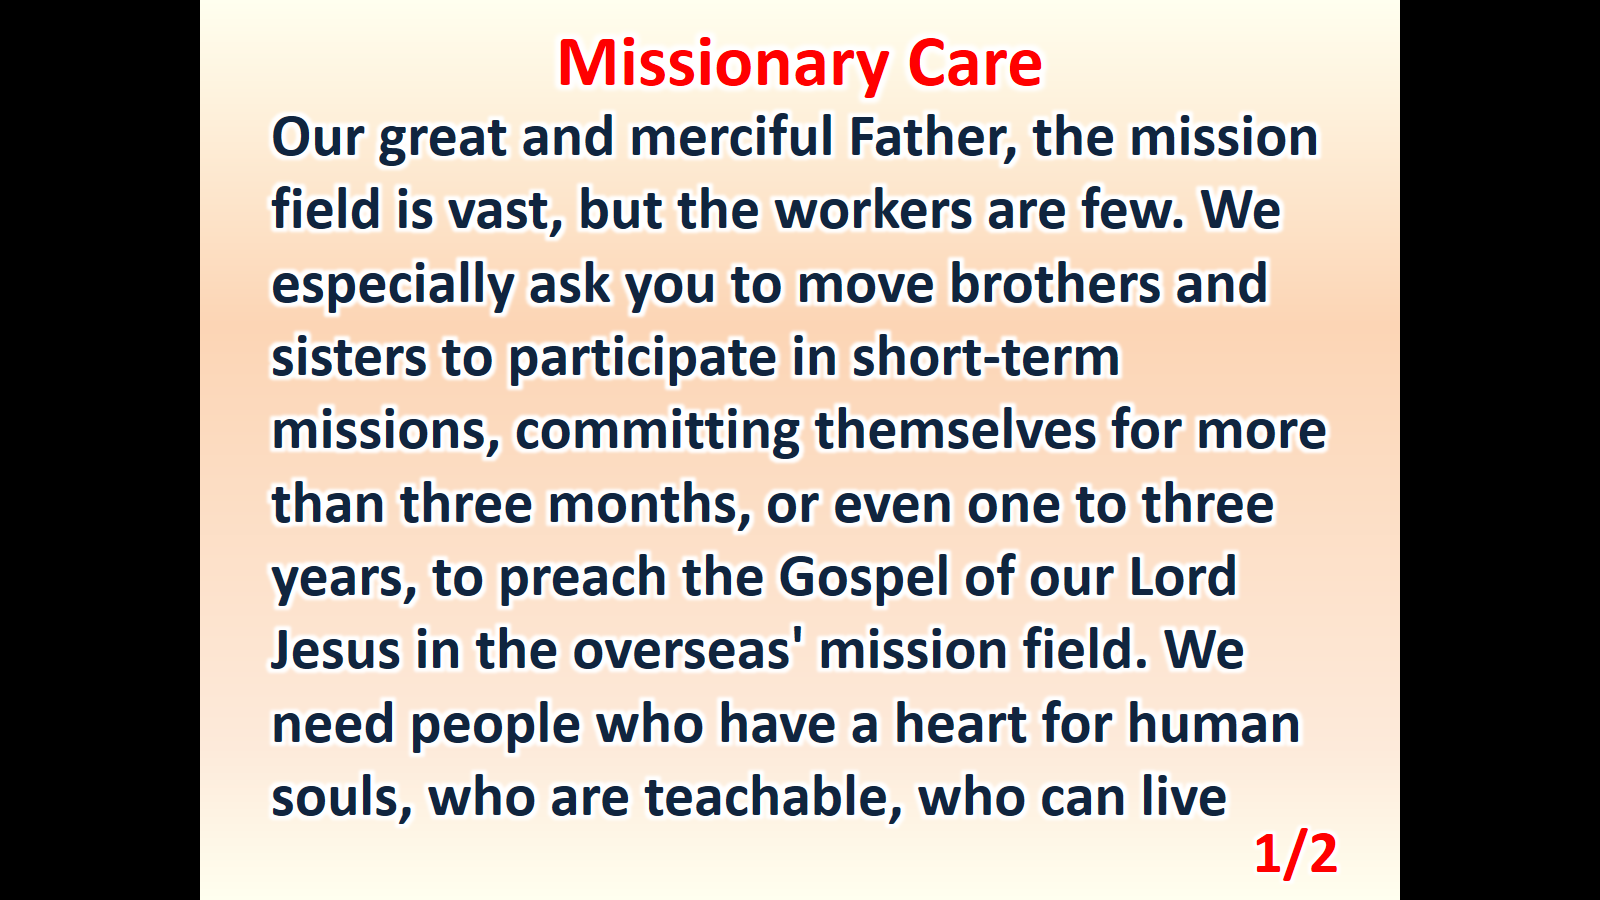 Missionary Care
Our great and merciful Father, the mission
field is vast, but the workers are few. We
especially ask you to move brothers and
sisters to participate in short-term
missions, committing themselves for more
than three months, or even one to three
years, to preach the Gospel of our Lord
Jesus in the overseas' mission field. We
need people who have a heart for human
souls, who are teachable, who can live
1/2